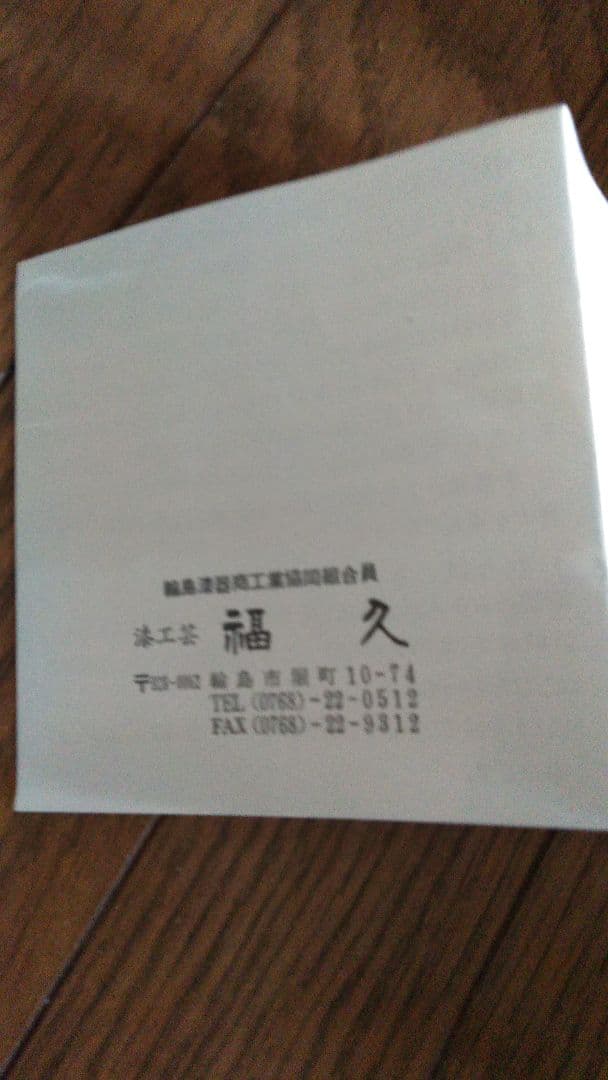 輪島漆器商工業協同組合員
漆工芸 福久
輪島市 町10-74
TEL(0768)-22-0512
FAX(0768)-22-9312